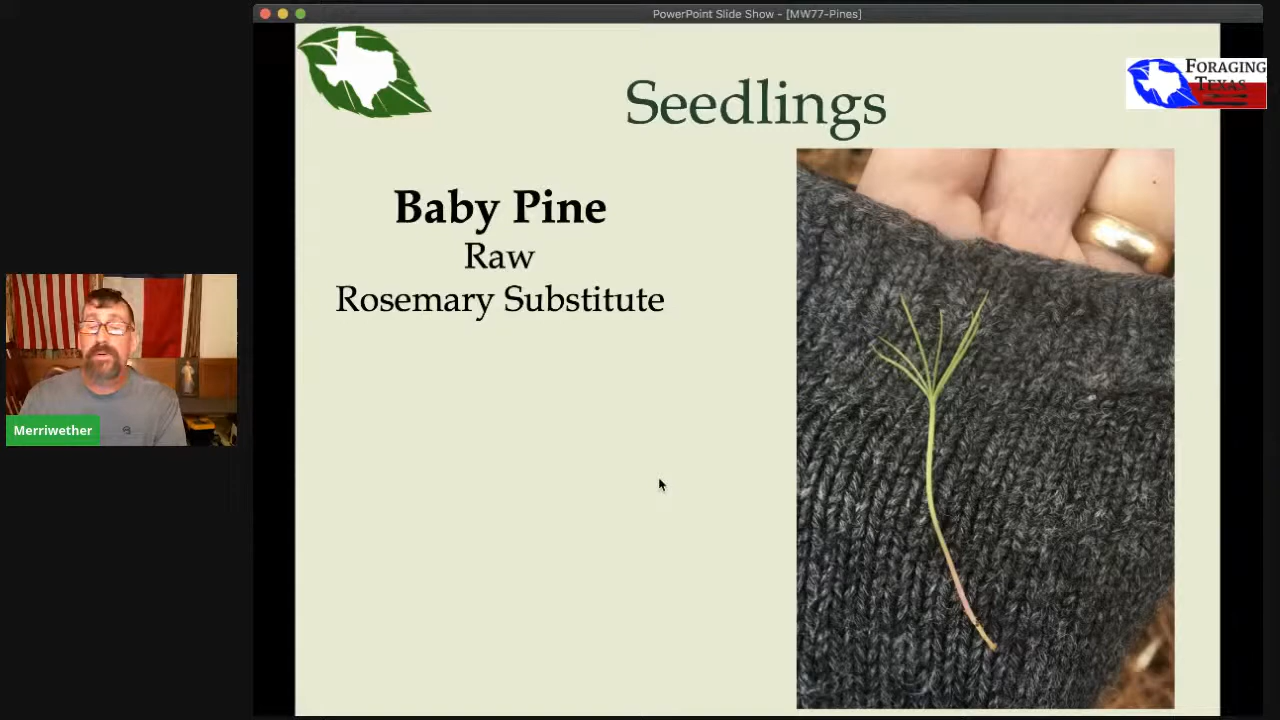 PowerPoint Slide Show - [MW77-Pines]
FORAGING
TEXAS
Seedlings
Baby Pine
Raw
Rosemary Substitute
Merriwether